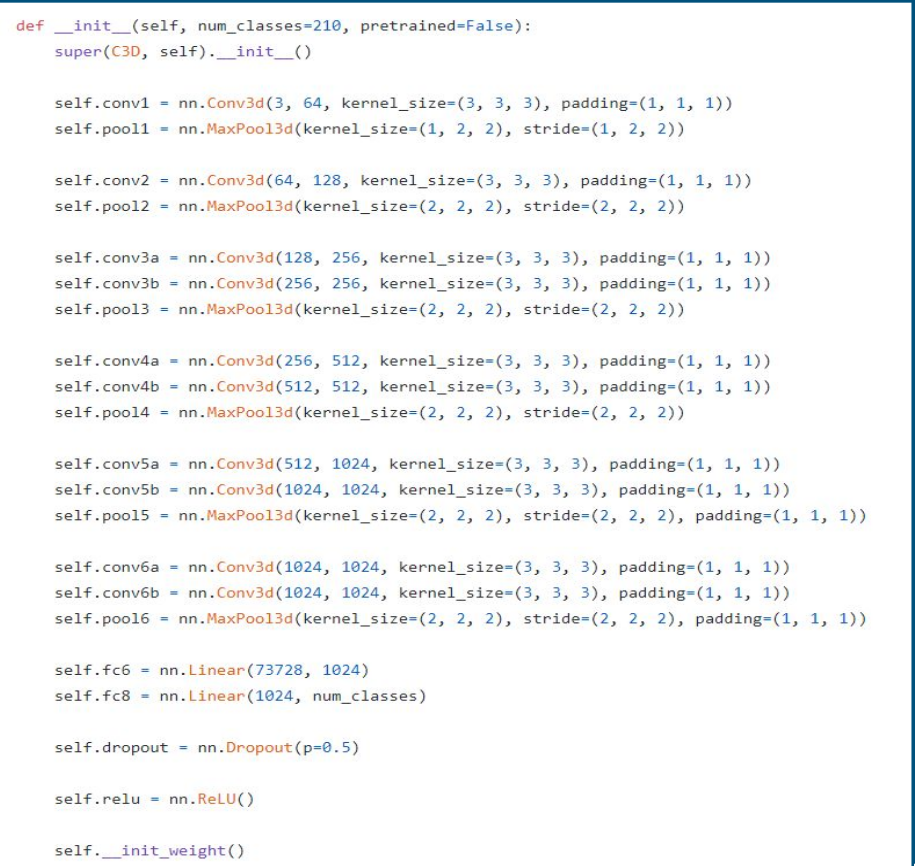 def __init__(self, num_classes=210, pretrained=False):
    super(C3D, self).__init__()

    self.conv1 = nn.Conv3d(3, 64, kernel_size=(3, 3, 3), padding=(1, 1, 1))
    self.pool1 = nn.MaxPool3d(kernel_size=(1, 2, 2), stride=(1, 2, 2))

    self.conv2 = nn.Conv3d(64, 128, kernel_size=(3, 3, 3), padding=(1, 1, 1))
    self.pool2 = nn.MaxPool3d(kernel_size=(2, 2, 2), stride=(2, 2, 2))

    self.conv3a = nn.Conv3d(128, 256, kernel_size=(3, 3, 3), padding=(1, 1, 1))
    self.conv3b = nn.Conv3d(256, 256, kernel_size=(3, 3, 3), padding=(1, 1, 1))
    self.pool3 = nn.MaxPool3d(kernel_size=(2, 2, 2), stride=(2, 2, 2))

    self.conv4a = nn.Conv3d(256, 512, kernel_size=(3, 3, 3), padding=(1, 1, 1))
    self.conv4b = nn.Conv3d(512, 512, kernel_size=(3, 3, 3), padding=(1, 1, 1))
    self.pool4 = nn.MaxPool3d(kernel_size=(2, 2, 2), stride=(2, 2, 2))

    self.conv5a = nn.Conv3d(512, 1024, kernel_size=(3, 3, 3), padding=(1, 1, 1))
    self.conv5b = nn.Conv3d(1024, 1024, kernel_size=(3, 3, 3), padding=(1, 1, 1))
    self.pool5 = nn.MaxPool3d(kernel_size=(2, 2, 2), stride=(2, 2, 2), padding=(1, 1, 1))

    self.conv6a = nn.Conv3d(1024, 1024, kernel_size=(3, 3, 3), padding=(1, 1, 1))
    self.conv6b = nn.Conv3d(1024, 1024, kernel_size=(3, 3, 3), padding=(1, 1, 1))
    self.pool6 = nn.MaxPool3d(kernel_size=(2, 2, 2), stride=(2, 2, 2), padding=(1, 1, 1))

    self.fc6 = nn.Linear(73728, 1024)
    self.fc8 = nn.Linear(1024, num_classes)

    self.dropout = nn.Dropout(p=0.5)

    self.relu = nn.ReLU()

    self.__init_weight()